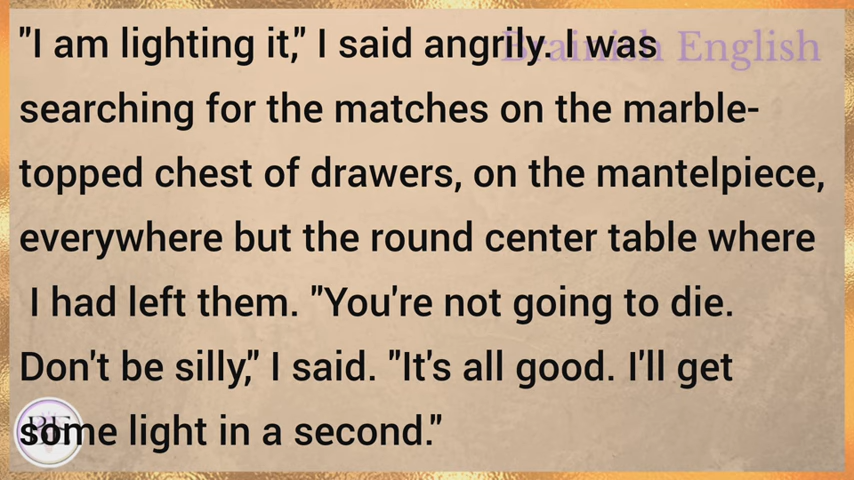 Brainish English
"I am lighting it," I said angrily. I was
searching for the matches on the marble-
topped chest of drawers, on the mantelpiece,
everywhere but the round center table where
I had left them. "You're not going to die.
Don't be silly," I said. "It's all good. I'll get
some light in a second."
BE